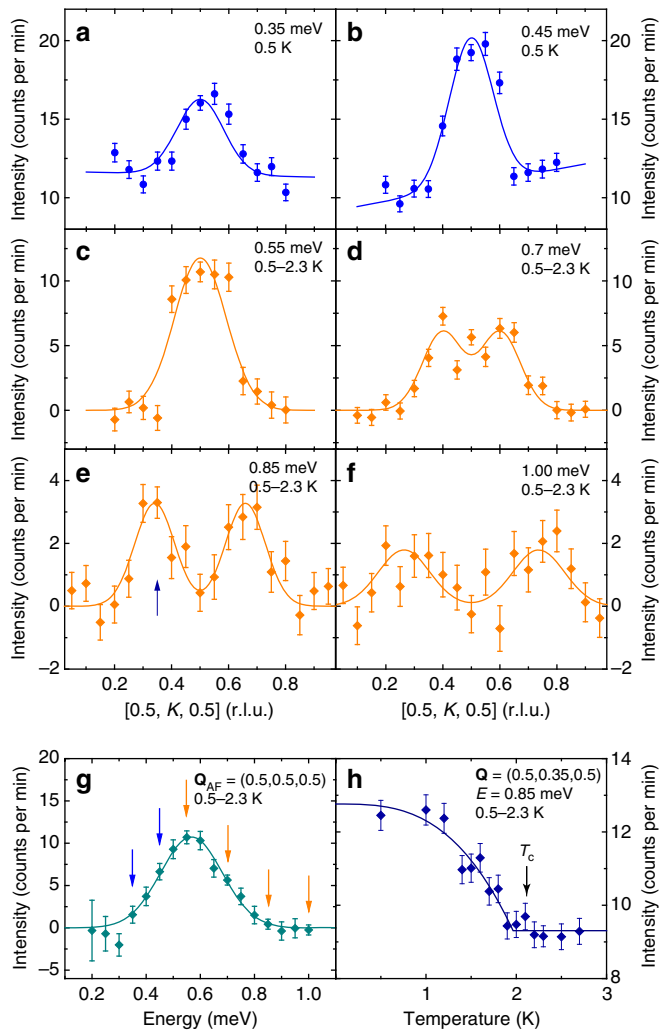 a
0.35 meV
0.5 K
b
0.45 meV
0.5 K
Intensity (counts per min)
20
15
10
20
15
10
Intensity (counts per min)
c
0.55 meV
0.5–2.3 K
d
0.7 meV
0.5–2.3 K
Intensity (counts per min)
10
5
0
10
5
0
Intensity (counts per min)
e
0.85 meV
0.5–2.3 K
f
1.00 meV
0.5–2.3 K
Intensity (counts per min)
4
2
0
−2
4
2
0
−2
Intensity (counts per min)
0.2 0.4 0.6 0.8
0.2 0.4 0.6 0.8
[0.5, K, 0.5] (r.l.u.)
[0.5, K, 0.5] (r.l.u.)
g
Q_AF = (0.5,0.5,0.5)
0.5–2.3 K
h
Q = (0.5,0.35,0.5)
E = 0.85 meV
0.5–2.3 K
T_c
Intensity (counts per min)
20
15
10
5
0
−5
14
13
12
11
10
9
8
Intensity (counts per min)
0.2 0.4 0.6 0.8 1.0
1 2 3
Energy (meV)
Temperature (K)